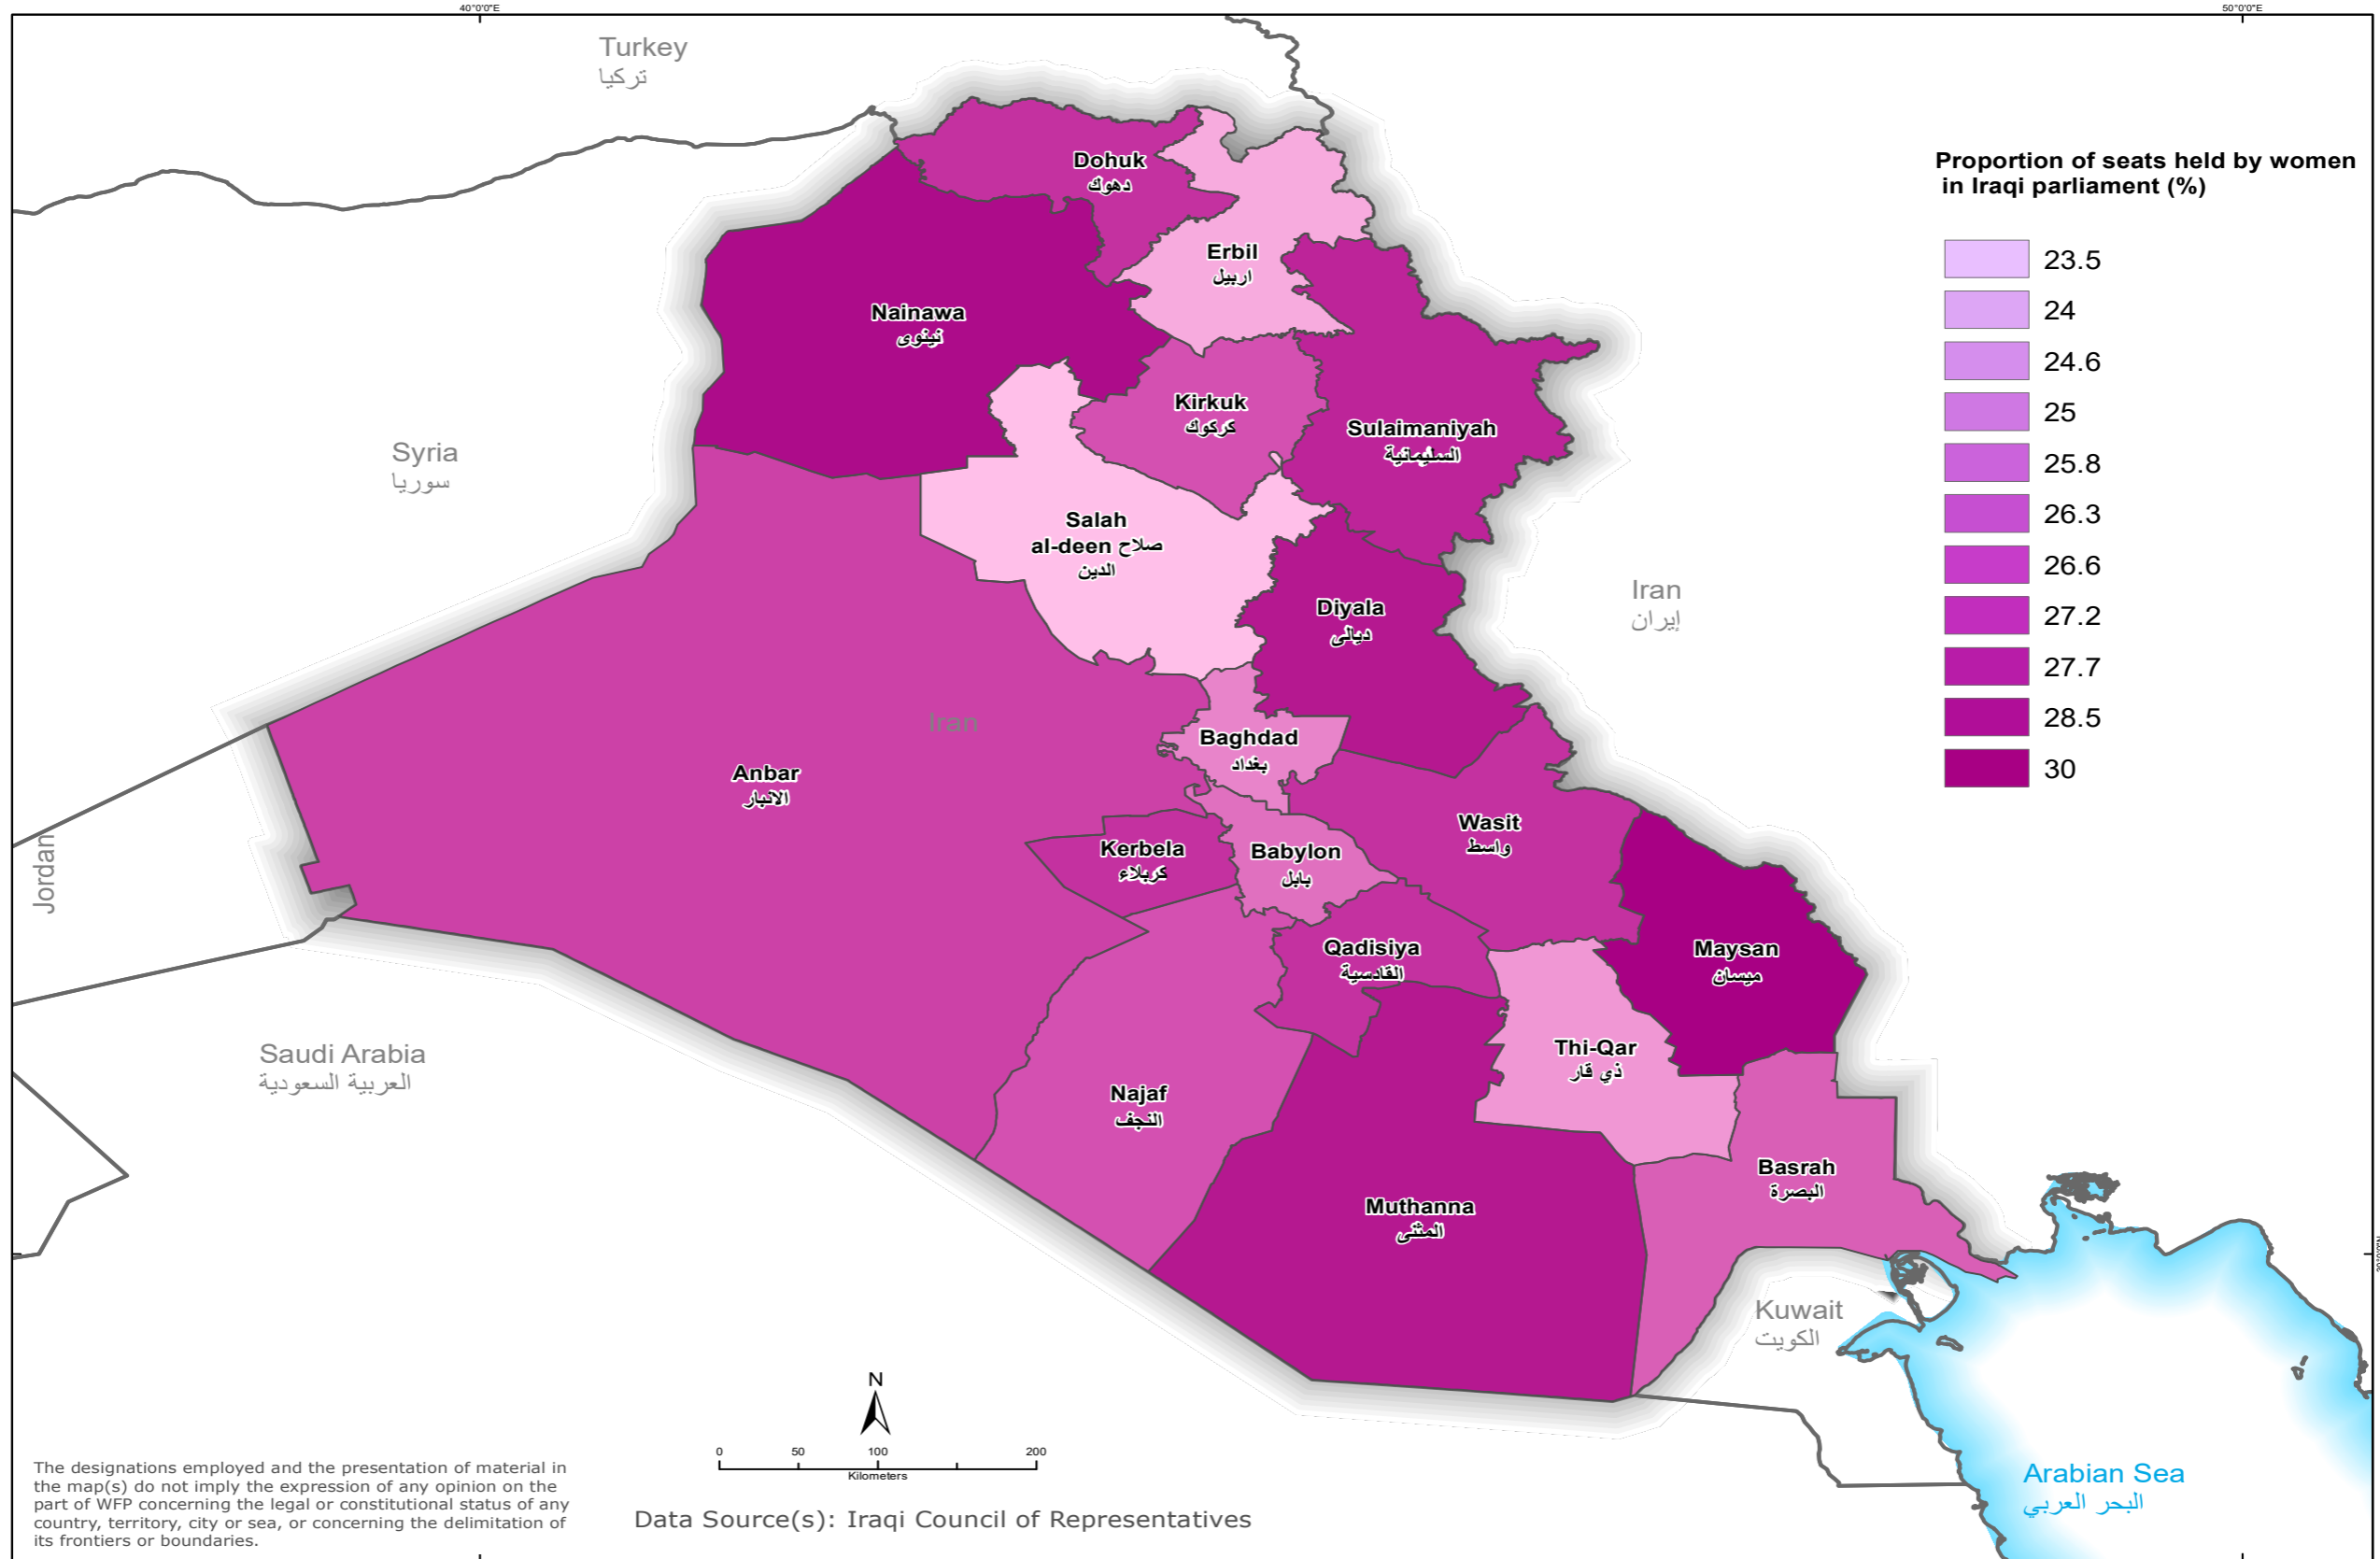 40°0'0"E
50°0'0"E
Turkey
تركيا
Proportion of seats held by women
in Iraqi parliament (%)
23.5
24
24.6
25
25.8
26.3
26.6
27.2
27.7
28.5
30
Dohuk
دهوك
Erbil
اربيل
Nainawa
نينوى
Kirkuk
كركوك
Sulaimaniyah
السليمانية
Syria
سوريا
Salah
al-deen صلاح
الدين
Iran
إيران
Diyala
ديالى
Iran
Baghdad
بغداد
Anbar
الانبار
Jordan
Kerbela
كربلاء
Babylon
بابل
Wasit
واسط
Qadisiya
القادسية
Maysan
ميسان
Saudi Arabia
العربية السعودية
Thi-Qar
ذي قار
Najaf
النجف
Basrah
البصرة
Muthanna
المثنى
Kuwait
الكويت
N
0 50 100 200
Kilometers
Arabian Sea
البحر العربي
The designations employed and the presentation of material in
the map(s) do not imply the expression of any opinion on the
part of WFP concerning the legal or constitutional status of any
country, territory, city or sea, or concerning the delimitation of
its frontiers or boundaries.
Data Source(s): Iraqi Council of Representatives